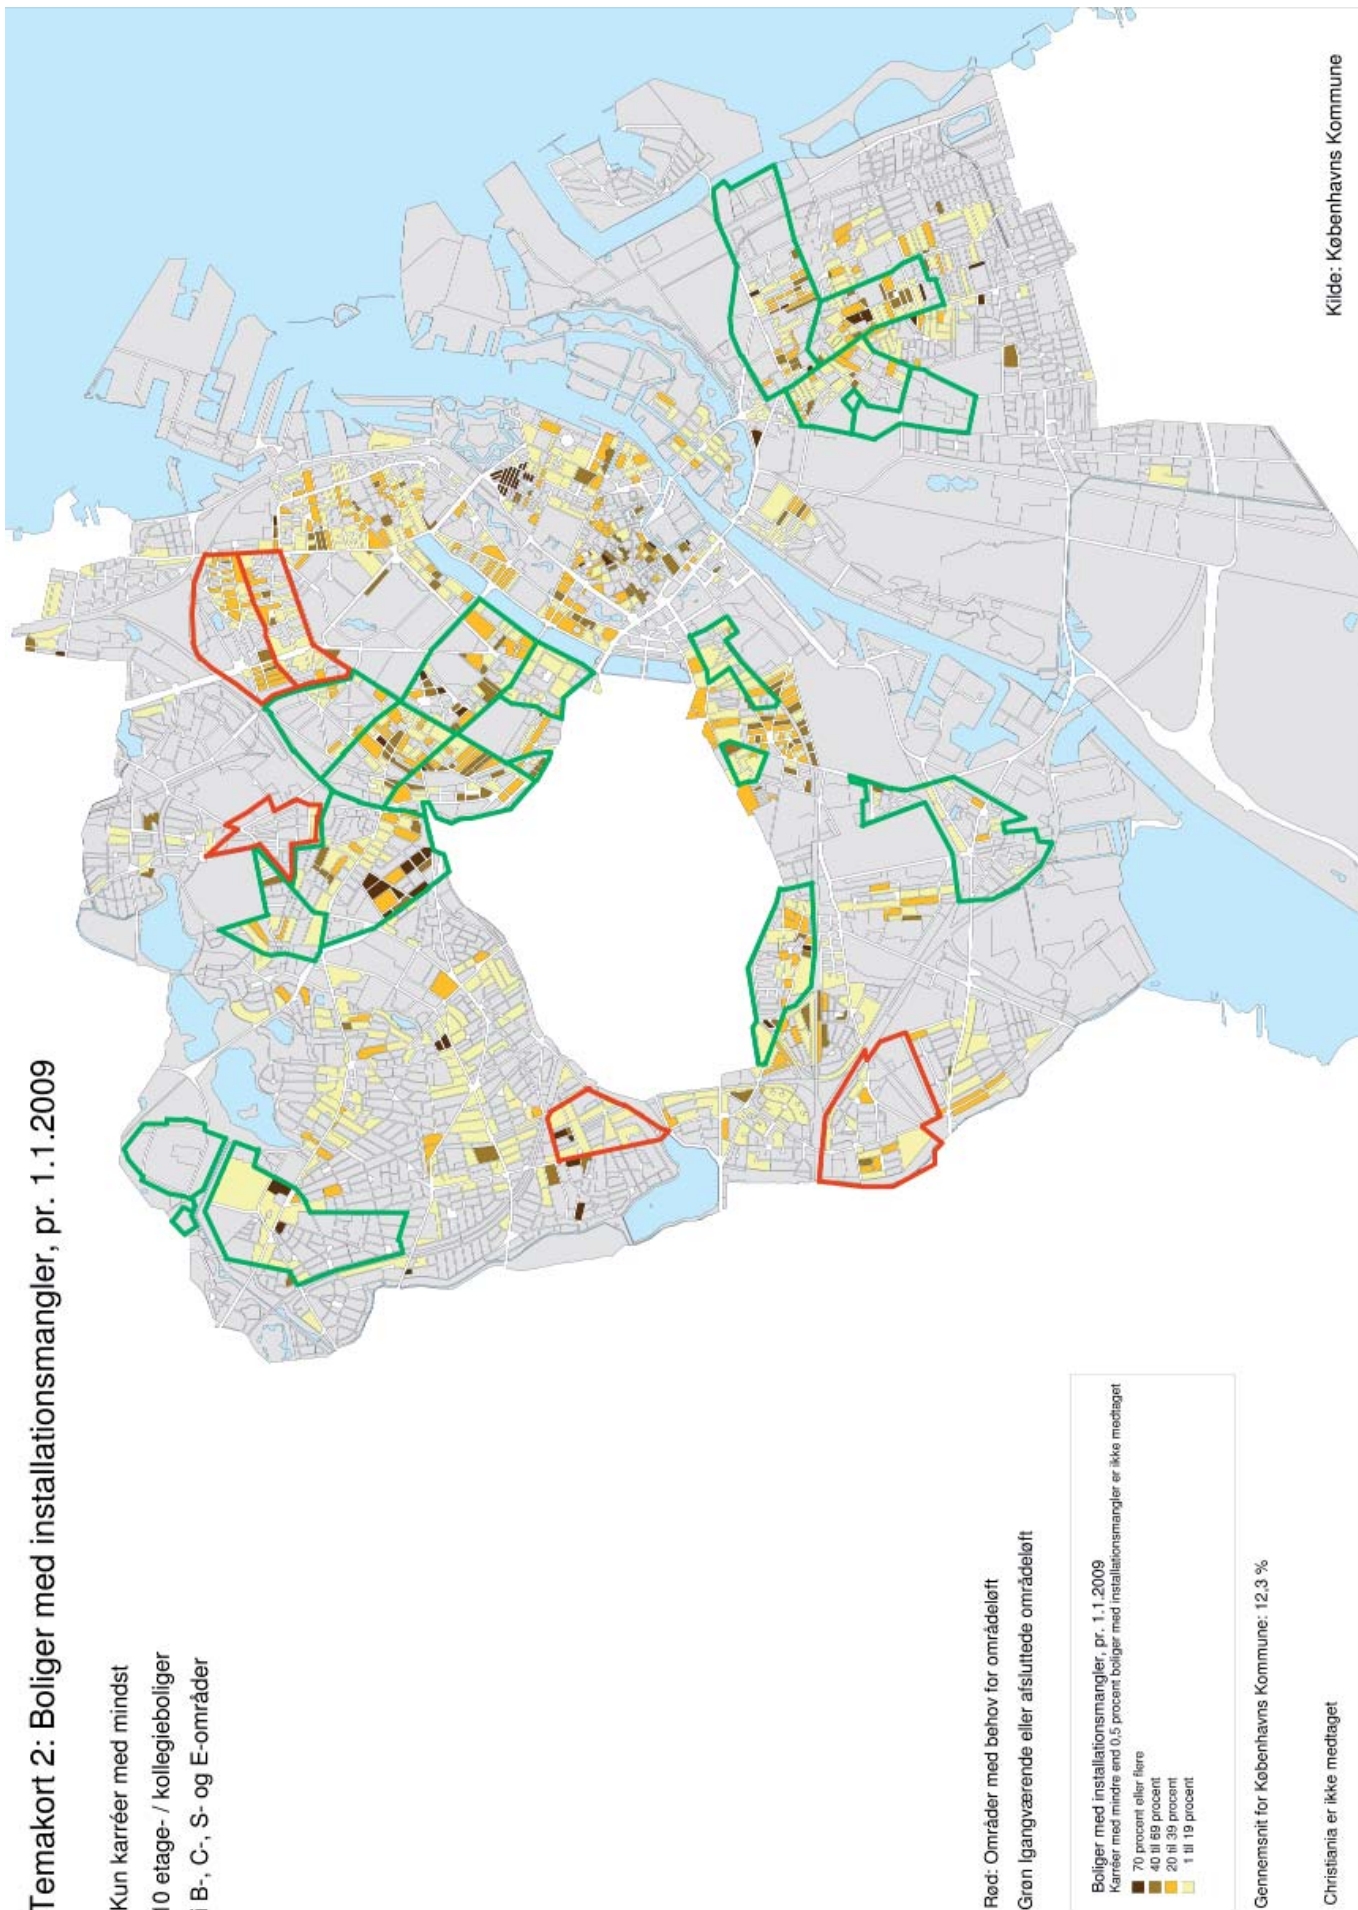 Temakort 2: Boliger med installationsmangler, pr. 1.1.2009
Kun karréer med mindst
10 etage- / kollegieboliger
i B-, C-, S- og E-områder
Rød: Områder med behov for områdeløft
Grøn Igangværende eller afsluttede områdeløft
Boliger med installationsmangler, pr. 1.1.2009
Karréer med mindre end 0,5 procent boliger med installationsmangler er ikke medtaget
70 procent eller flere
40 til 69 procent
20 til 39 procent
1 til 19 procent
Gennemsnit for Københavns Kommune: 12,3 %
Christiania er ikke medtaget
Kilde: Københavns Kommune